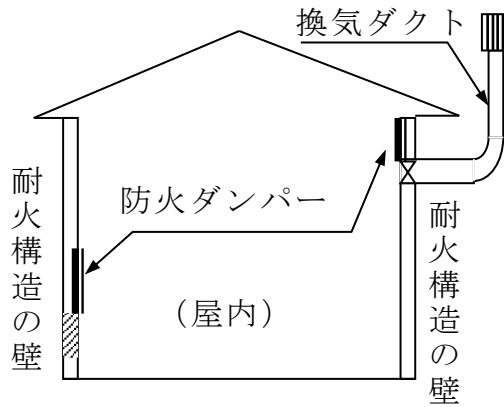 換気ダクト
防火ダンパー
耐火構造の壁
（屋内）
耐火構造の壁